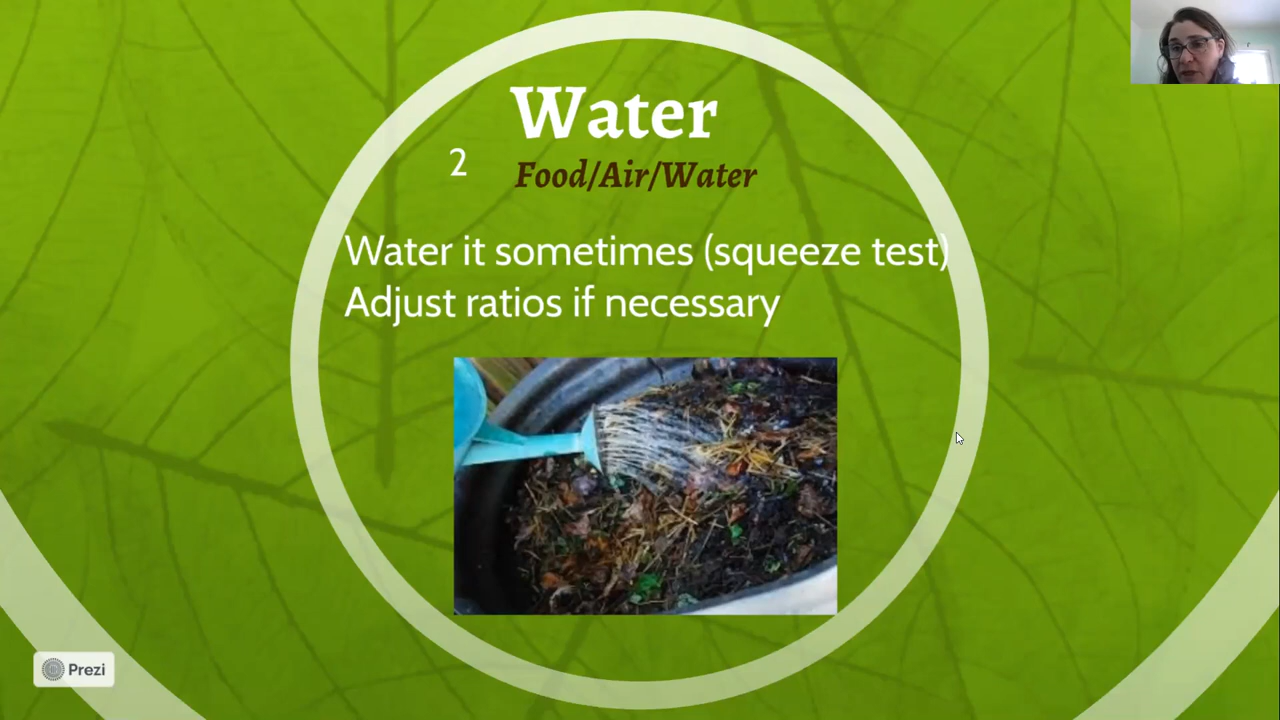 Water
2
Food/Air/Water
Water it sometimes (squeeze test)
Adjust ratios if necessary
Prezi